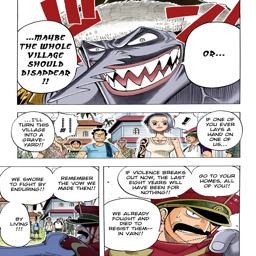 OR...
...MAYBE
THE WHOLE
VILLAGE
SHOULD
DISAPPEAR
!!
IF ONE OF
YOU EVER
LAYS A
HAND ON
ONE OF
US...
...I'LL
TURN THIS
VILLAGE
INTO A
GRAVE-
YARD!!
GO TO YOUR
HOMES, ALL
OF YOU!
IF VIOLENCE BREAKS
OUT NOW, THE LAST
EIGHT YEARS WILL
HAVE BEEN FOR
NOTHING!!
WE ALREADY
FOUGHT AND DIED
TO RESIST
THEM--
IN VAIN!!
REMEMBER
THE VOW WE
MADE THEN!
WE SWORE
TO FIGHT BY
ENDURING!!
BY
LIVING
!!!